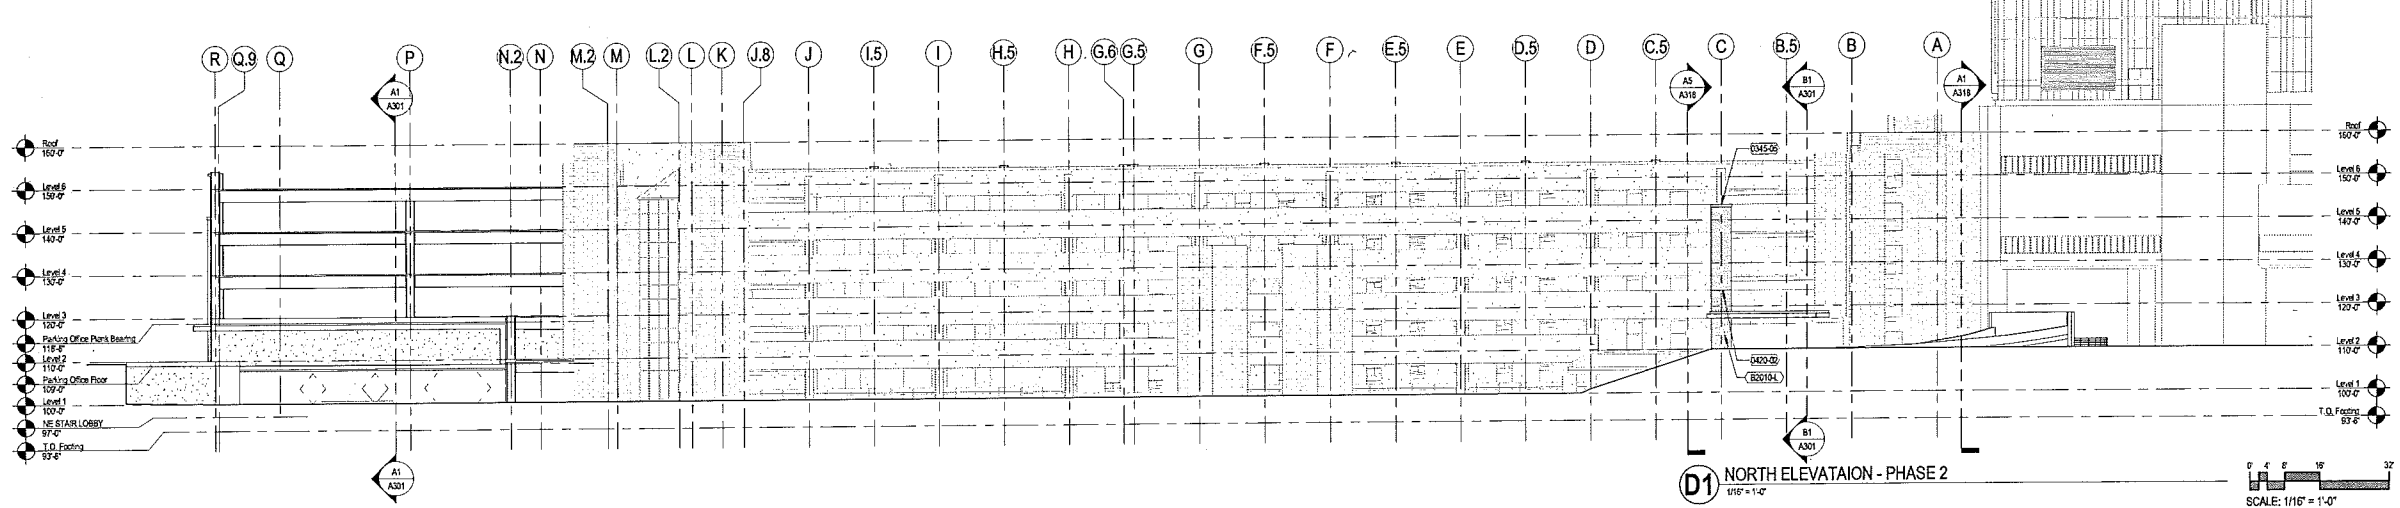 R Q.9 Q P N.2 N M.2 M L.2 L K J.8 J I.5 I H.5 H G.6 G.5 G F.5 F E.5 E D.5 D C.5 C B.5 B A
A1
A301
A5
A318
B1
A301
A1
A318
Roof
160'-0"
Level 6
150'-0"
Level 5
140'-0"
Level 4
130'-0"
Level 3
120'-0"
Parking Office Plank Bearing
Level 2
110'-0"
Parking Office Floor
109'-0"
Level 1
100'-0"
NE STAIR LOBBY
97'-0"
T.O. Footing
93'-6"
0345-05
0420-02
B2010-L
Roof
160'-0"
Level 6
150'-0"
Level 5
140'-0"
Level 4
130'-0"
Level 3
120'-0"
Level 2
110'-0"
Level 1
100'-0"
T.O. Footing
93'-6"
A1
A301
B1
A301
D1 NORTH ELEVATAION - PHASE 2
1/16" = 1'-0"
0' 4' 8' 16' 32'
SCALE: 1/16" = 1'-0"